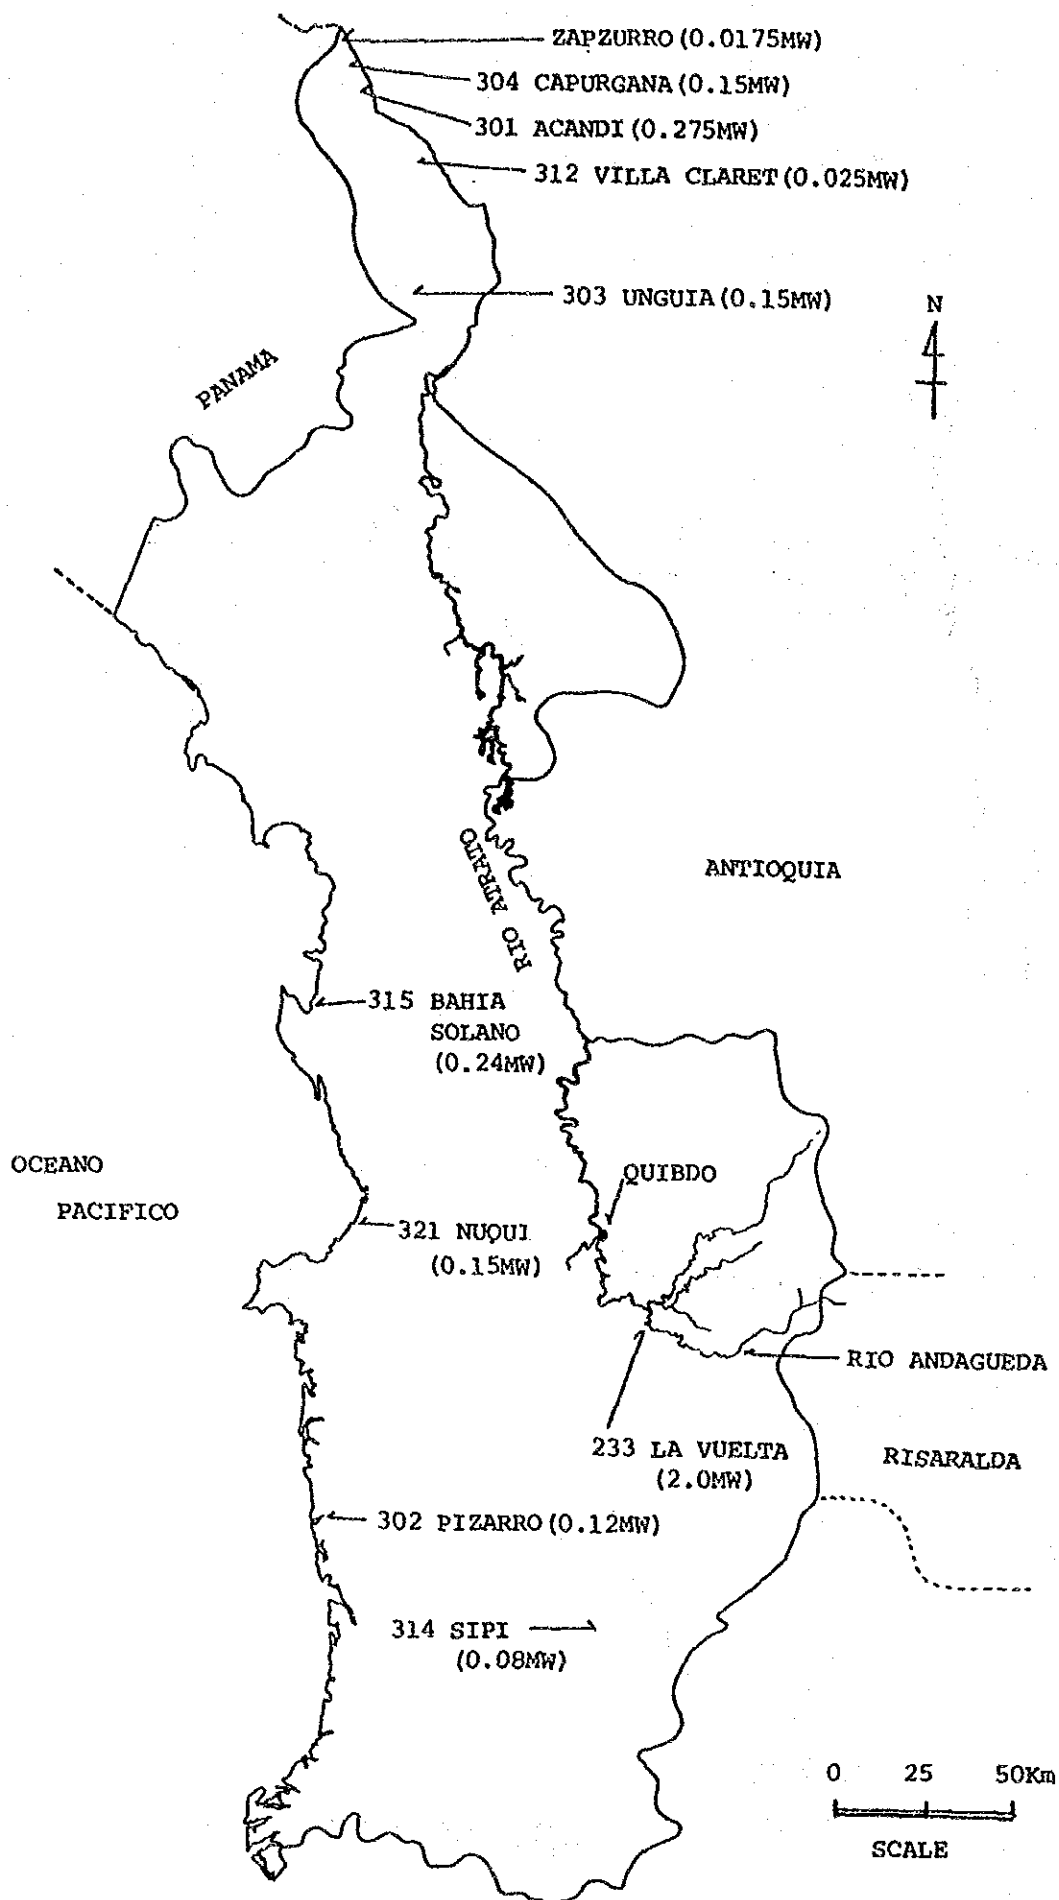 ZAPZURRO (0.0175MW)
304 CAPURGANA (0.15MW)
301 ACANDI (0.275MW)
312 VILLA CLARET (0.025MW)
303 UNGUIA (0.15MW)
N
PANAMA
RIO ATRATO
ANTIOQUIA
315 BAHIA
SOLANO
(0.24MW)
OCEANO
PACIFICO
QUIBDO
321 NUQUI
(0.15MW)
RIO ANDAGUEDA
233 LA VUELTA
(2.0MW)
RISARALDA
302 PIZARRO (0.12MW)
314 SIPI
(0.08MW)
0 25 50Km
SCALE